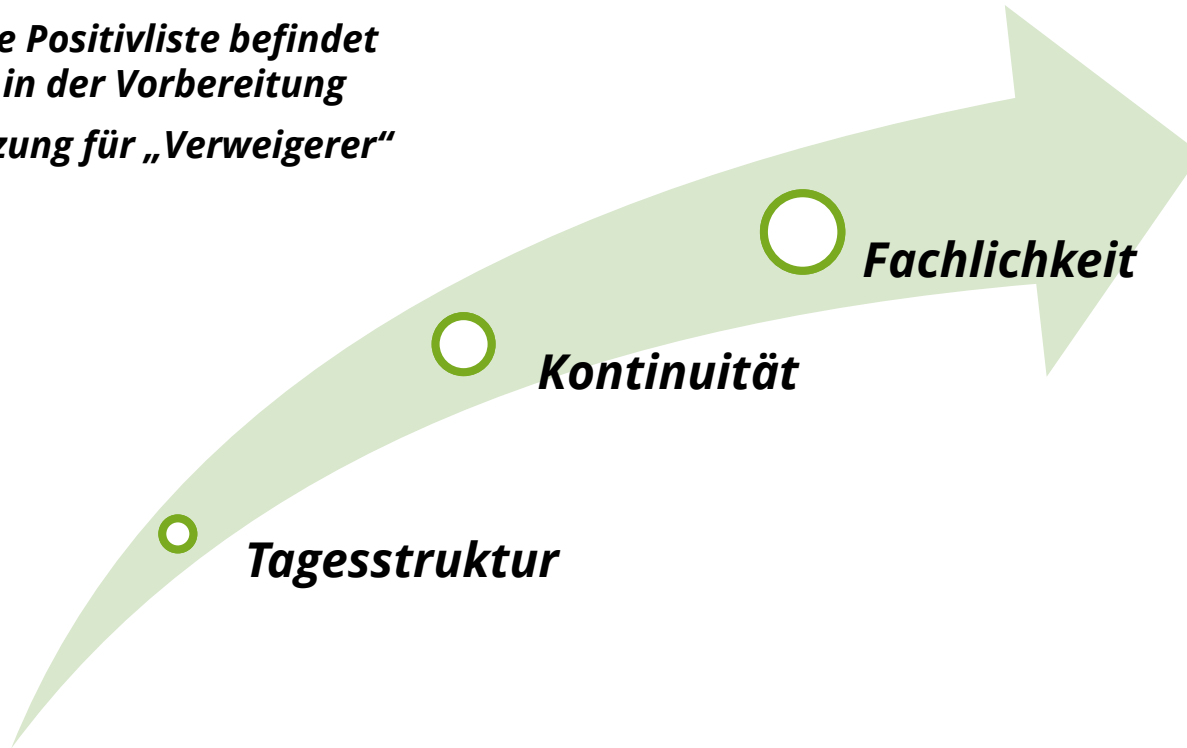 e Positivliste befindet
in der Vorbereitung
zung für „Verweigerer“
Fachlichkeit
Kontinuität
Tagesstruktur